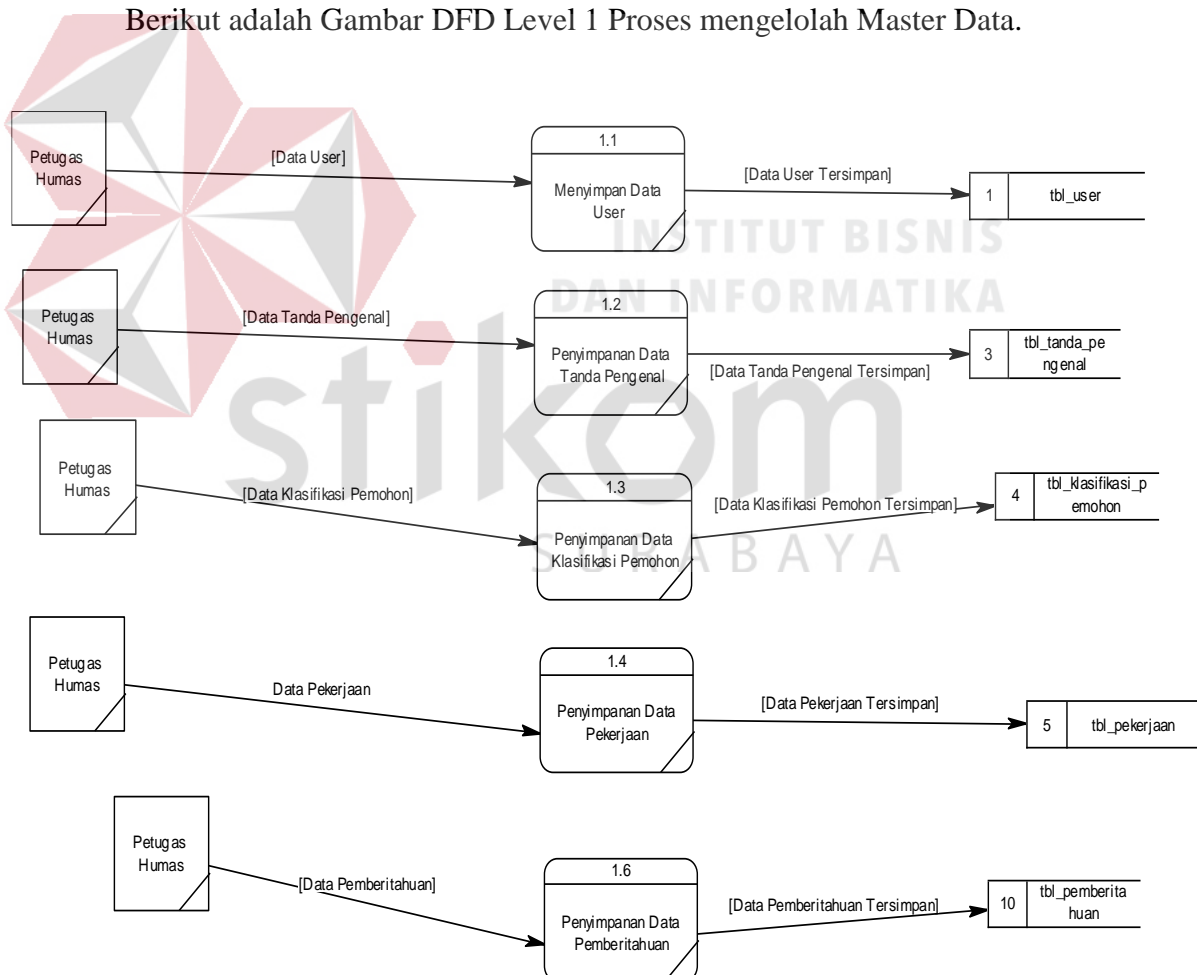 Berikut adalah Gambar DFD Level 1 Proses mengelolah Master Data.
Petugas
Humas
[Data User]
1.1
Menyimpan Data
User
[Data User Tersimpan]
1
tbl_user
INSTITUT BISNIS
DAN INFORMATIKA
Petugas
Humas
[Data Tanda Pengenal]
1.2
Penyimpanan Data
Tanda Pengenal
[Data Tanda Pengenal Tersimpan]
3
tbl_tanda_pe
ngenal
stikom
Petugas
Humas
[Data Klasifikasi Pemohon]
1.3
Penyimpanan Data
Klasifikasi Pemohon
[Data Klasifikasi Pemohon Tersimpan]
4
tbl_klasifikasi_p
emohon
SURABAYA
Petugas
Humas
Data Pekerjaan
1.4
Penyimpanan Data
Pekerjaan
[Data Pekerjaan Tersimpan]
5
tbl_pekerjaan
Petugas
Humas
[Data Pemberitahuan]
1.6
Penyimpanan Data
Pemberitahuan
[Data Pemberitahuan Tersimpan]
10
tbl_pemberita
huan